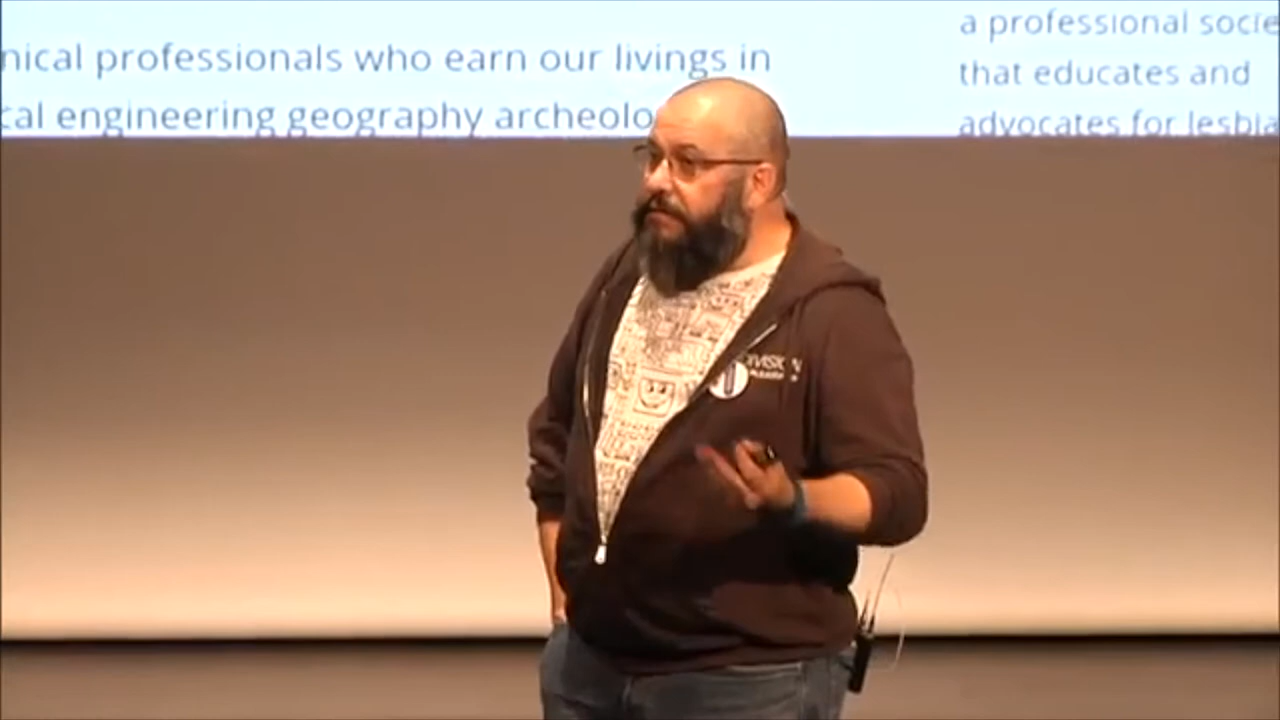 nical professionals who earn our livings in
cal engineering geography archeolo
a professional socie
that educates and
advocates for lesbia